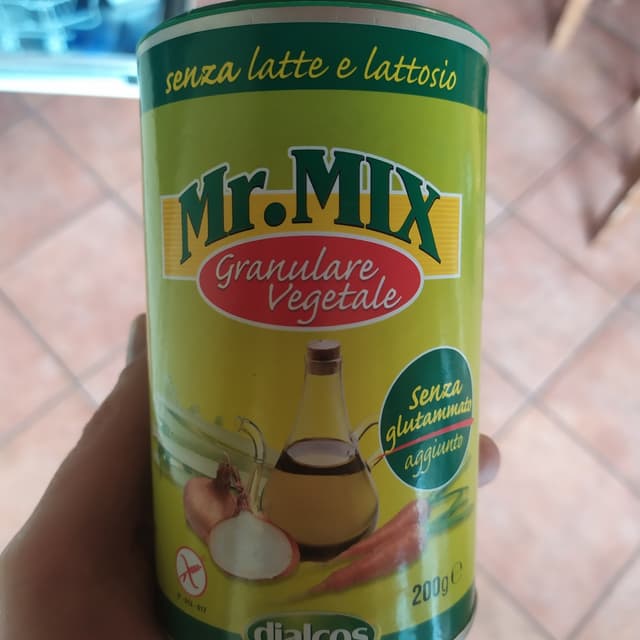 senza latte e lattosio
Mr.MIX
Granulare
Vegetale
Senza
glutammato
aggiunto
200g e
dialcos